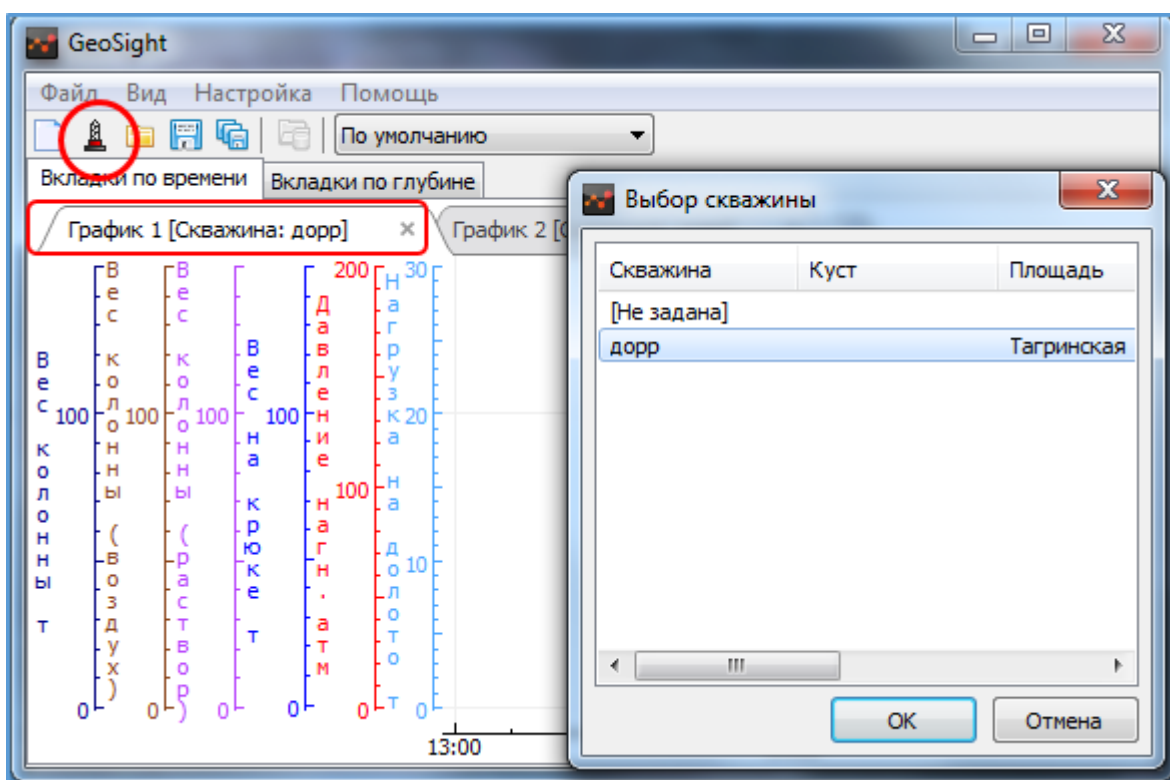 GeoSight
Файл Вид Настройка Помощь
По умолчанию
Вкладки по времени Вкладки по глубине
График 1 [Скважина: дорр]
График 2 [
Вес колонны т
100
0
Вес колонны (воздух)
100
0
Вес колонны (раствор)
100
0
Вес на крюке т
100
0
Давление нагн. атм
200
100
0
Нагрузка на долото т
30
20
10
0
13:00
Выбор скважины
Скважина Куст Площадь
[Не задана]
дорр Тагринская
OK Отмена